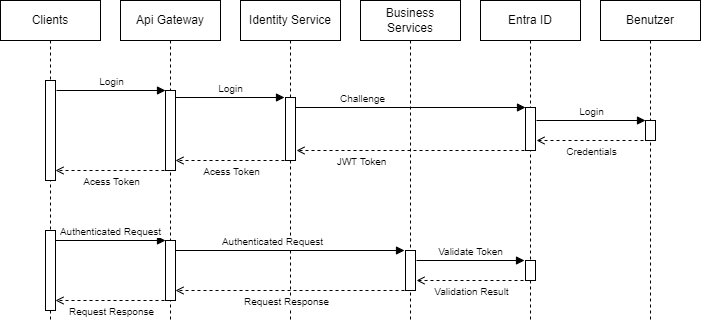 Clients
Api Gateway
Identity Service
Business
Services
Entra ID
Benutzer
Login
Login
Challenge
Login
Credentials
JWT Token
Acess Token
Acess Token
Authenticated Request
Authenticated Request
Validate Token
Validation Result
Request Response
Request Response